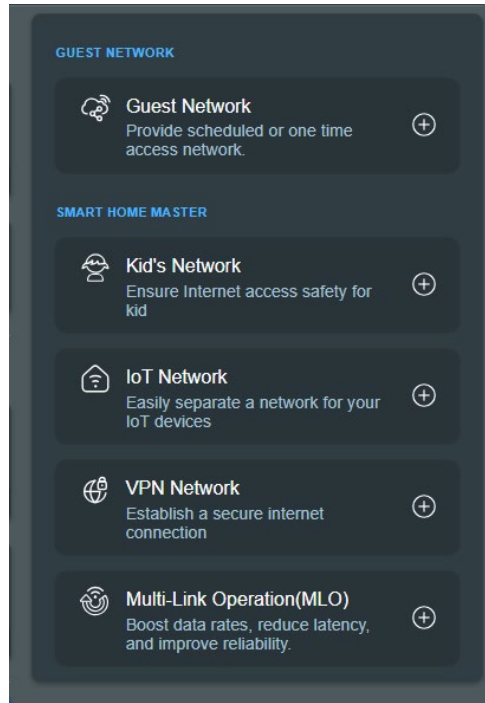 GUEST NETWORK
Guest Network
Provide scheduled or one time
access network.
SMART HOME MASTER
Kid's Network
Ensure Internet access safety for
kid
IoT Network
Easily separate a network for your
IoT devices
VPN Network
Establish a secure internet
connection
Multi-Link Operation(MLO)
Boost data rates, reduce latency,
and improve reliability.